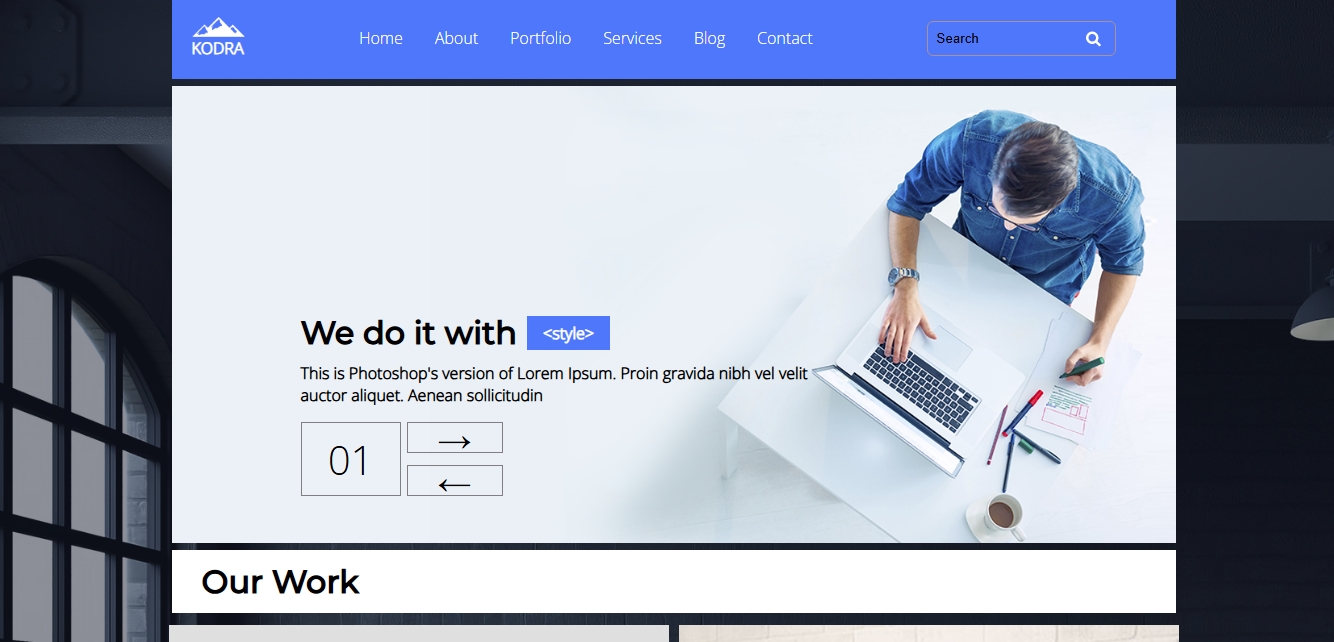 KODRA
Home About Portfolio Services Blog Contact
Search
We do it with <style>
This is Photoshop's version of Lorem Ipsum. Proin gravida nibh vel velit
auctor aliquet. Aenean sollicitudin
01
Our Work